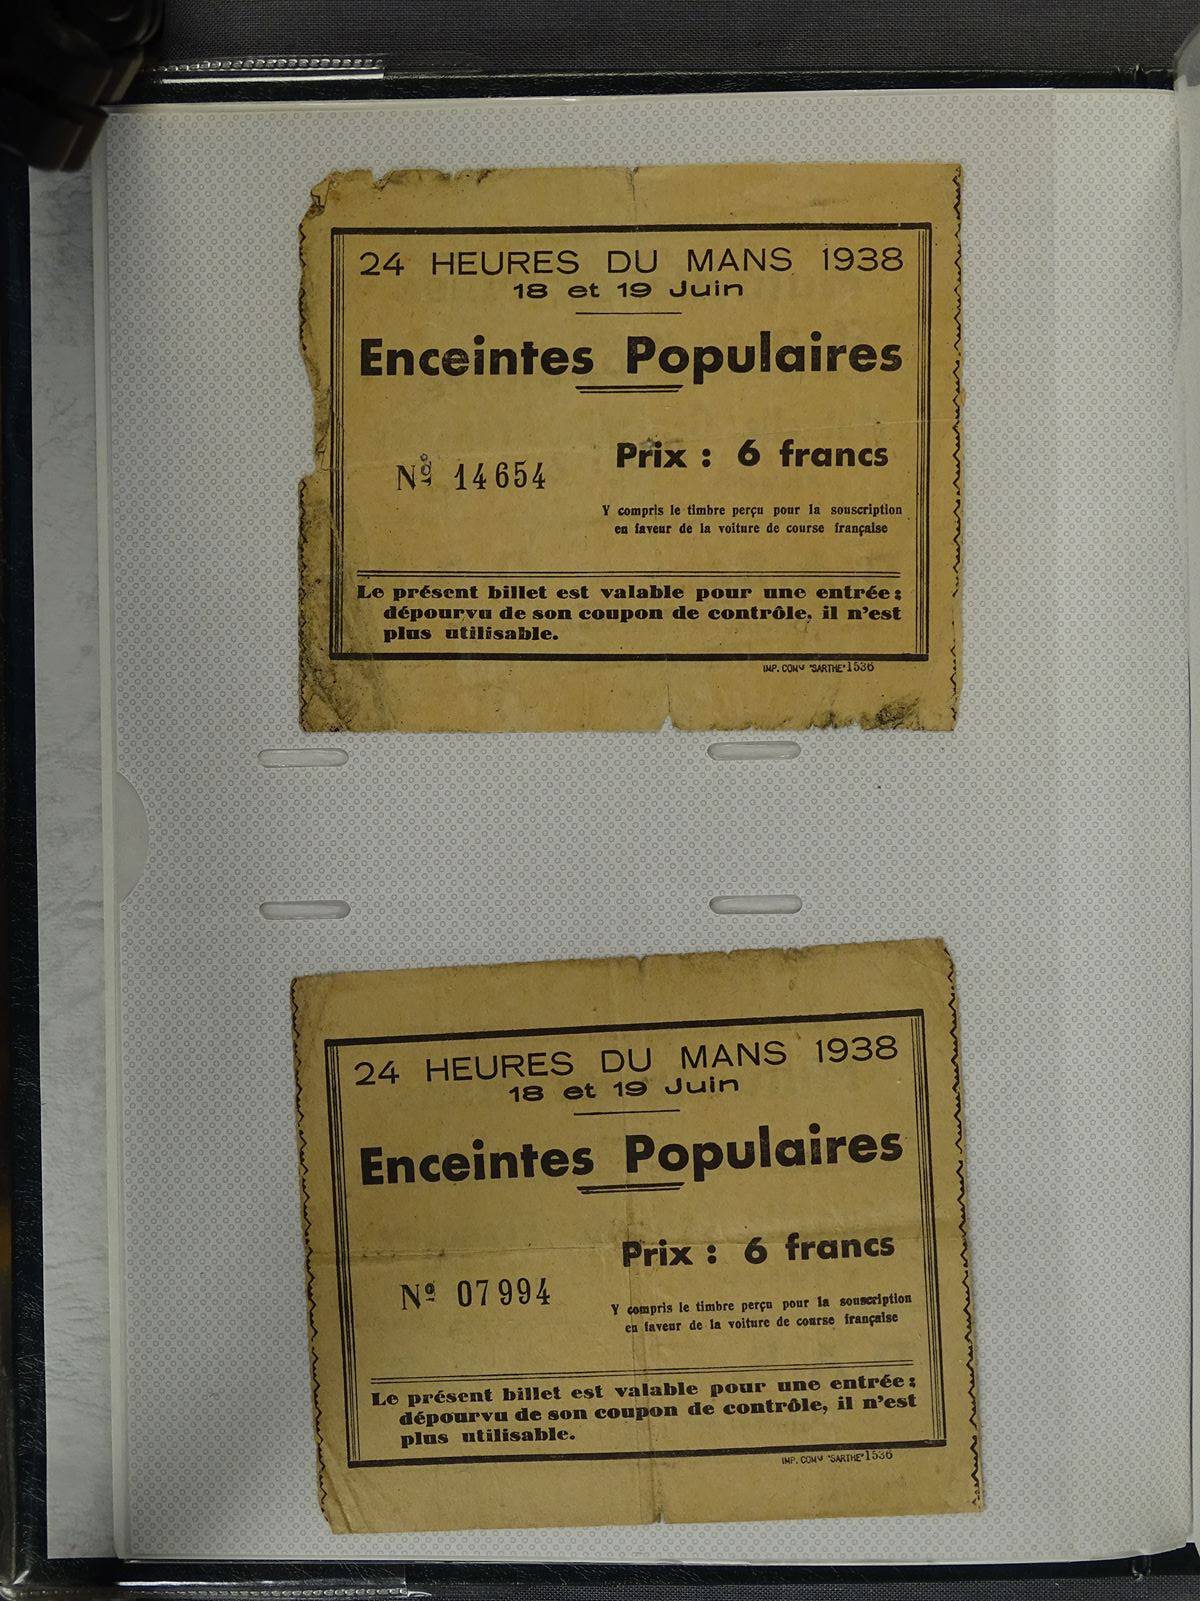 24 HEURES DU MANS 1938
18 et 19 Juin
Enceintes Populaires
Prix : 6 francs
Nº 14654
Y compris le timbre perçu pour la souscription
en faveur de la voiture de course française
Le présent billet est valable pour une entrée;
dépourvu de son coupon de contrôle, il n'est
plus utilisable.
IMP. COM^LE "SARTHE" 1536
24 HEURES DU MANS 1938
18 et 19 Juin
Enceintes Populaires
Prix : 6 francs
Nº 07994
Y compris le timbre perçu pour la souscription
en faveur de la voiture de course française
Le présent billet est valable pour une entrée;
dépourvu de son coupon de contrôle, il n'est
plus utilisable.
IMP. COM^LE "SARTHE" 1536